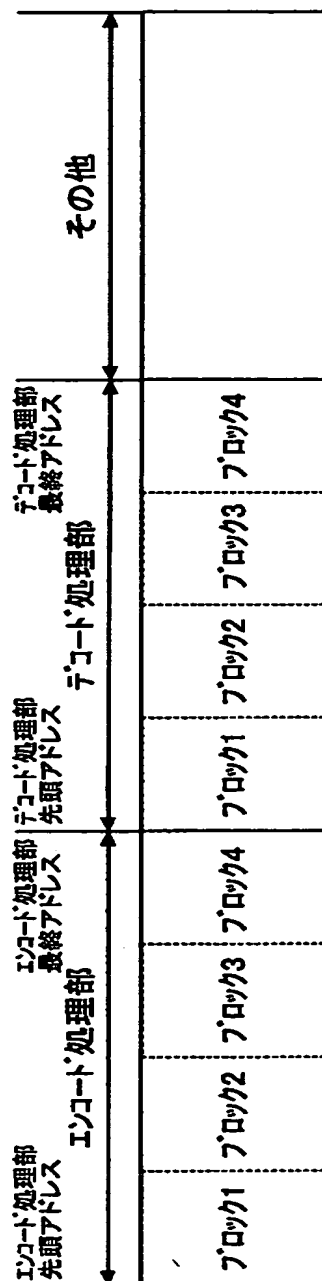 エンコード処理部
先頭アドレス
エンコード処理部
最終アドレス
デコード処理部
先頭アドレス
デコード処理部
最終アドレス
エンコード処理部
デコード処理部
その他
ブロック1
ブロック2
ブロック3
ブロック4
ブロック1
ブロック2
ブロック3
ブロック4